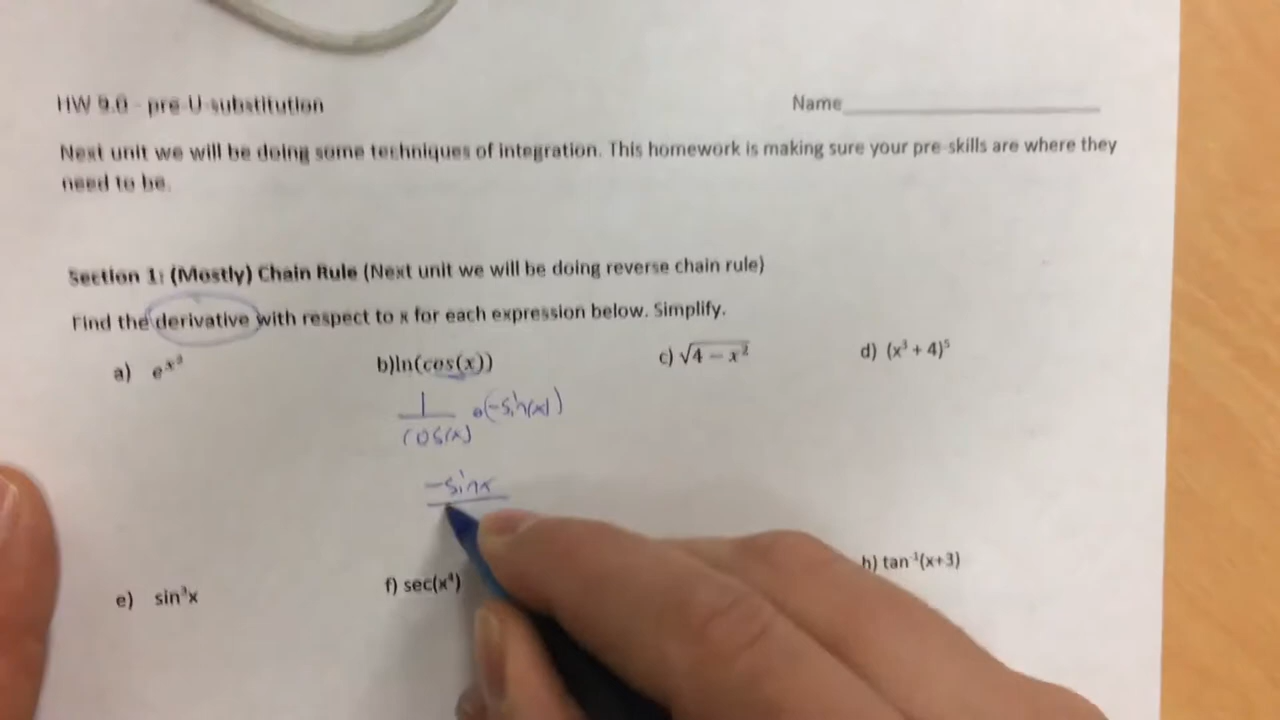 HW 9.0 - pre-U-substitution Name
Next unit we will be doing some techniques of integration. This homework is making sure your pre-skills are where they
need to be.
Section 1: (Mostly) Chain Rule (Next unit we will be doing reverse chain rule)
Find the derivative with respect to x for each expression below. Simplify.
a) e^x³ b)ln(cos(x)) c) √4 − x² d) (x³ + 4)⁵
1/cos(x) •(-sin(x))
-sinx
e) sin³x f) sec(x⁴) h) tan⁻¹(x+3)